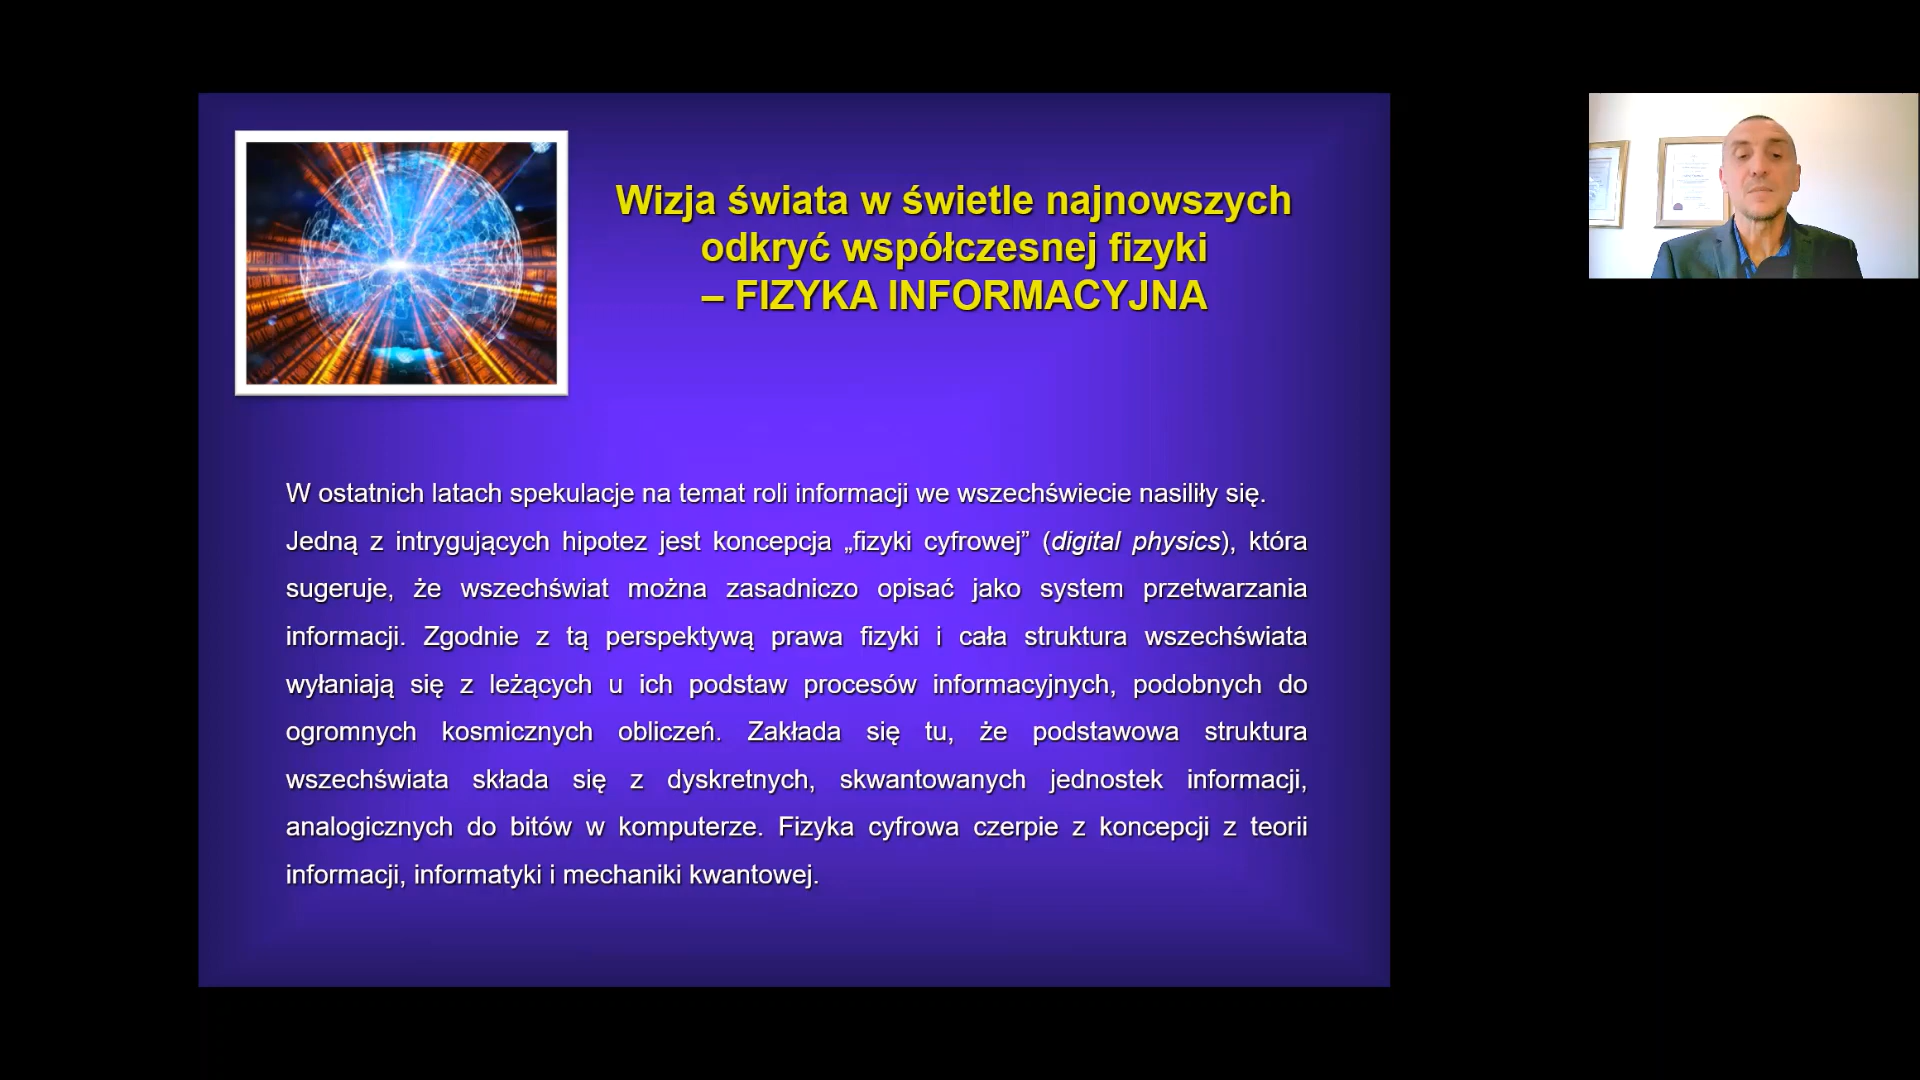 Wizja świata w świetle najnowszych
odkryć współczesnej fizyki
– FIZYKA INFORMACYJNA
W ostatnich latach spekulacje na temat roli informacji we wszechświecie nasiliły się.
Jedną z intrygujących hipotez jest koncepcja „fizyki cyfrowej” (digital physics), która
sugeruje, że wszechświat można zasadniczo opisać jako system przetwarzania
informacji. Zgodnie z tą perspektywą prawa fizyki i cała struktura wszechświata
wyłaniają się z leżących u ich podstaw procesów informacyjnych, podobnych do
ogromnych kosmicznych obliczeń. Zakłada się tu, że podstawowa struktura
wszechświata składa się z dyskretnych, skwantowanych jednostek informacji,
analogicznych do bitów w komputerze. Fizyka cyfrowa czerpie z koncepcji z teorii
informacji, informatyki i mechaniki kwantowej.